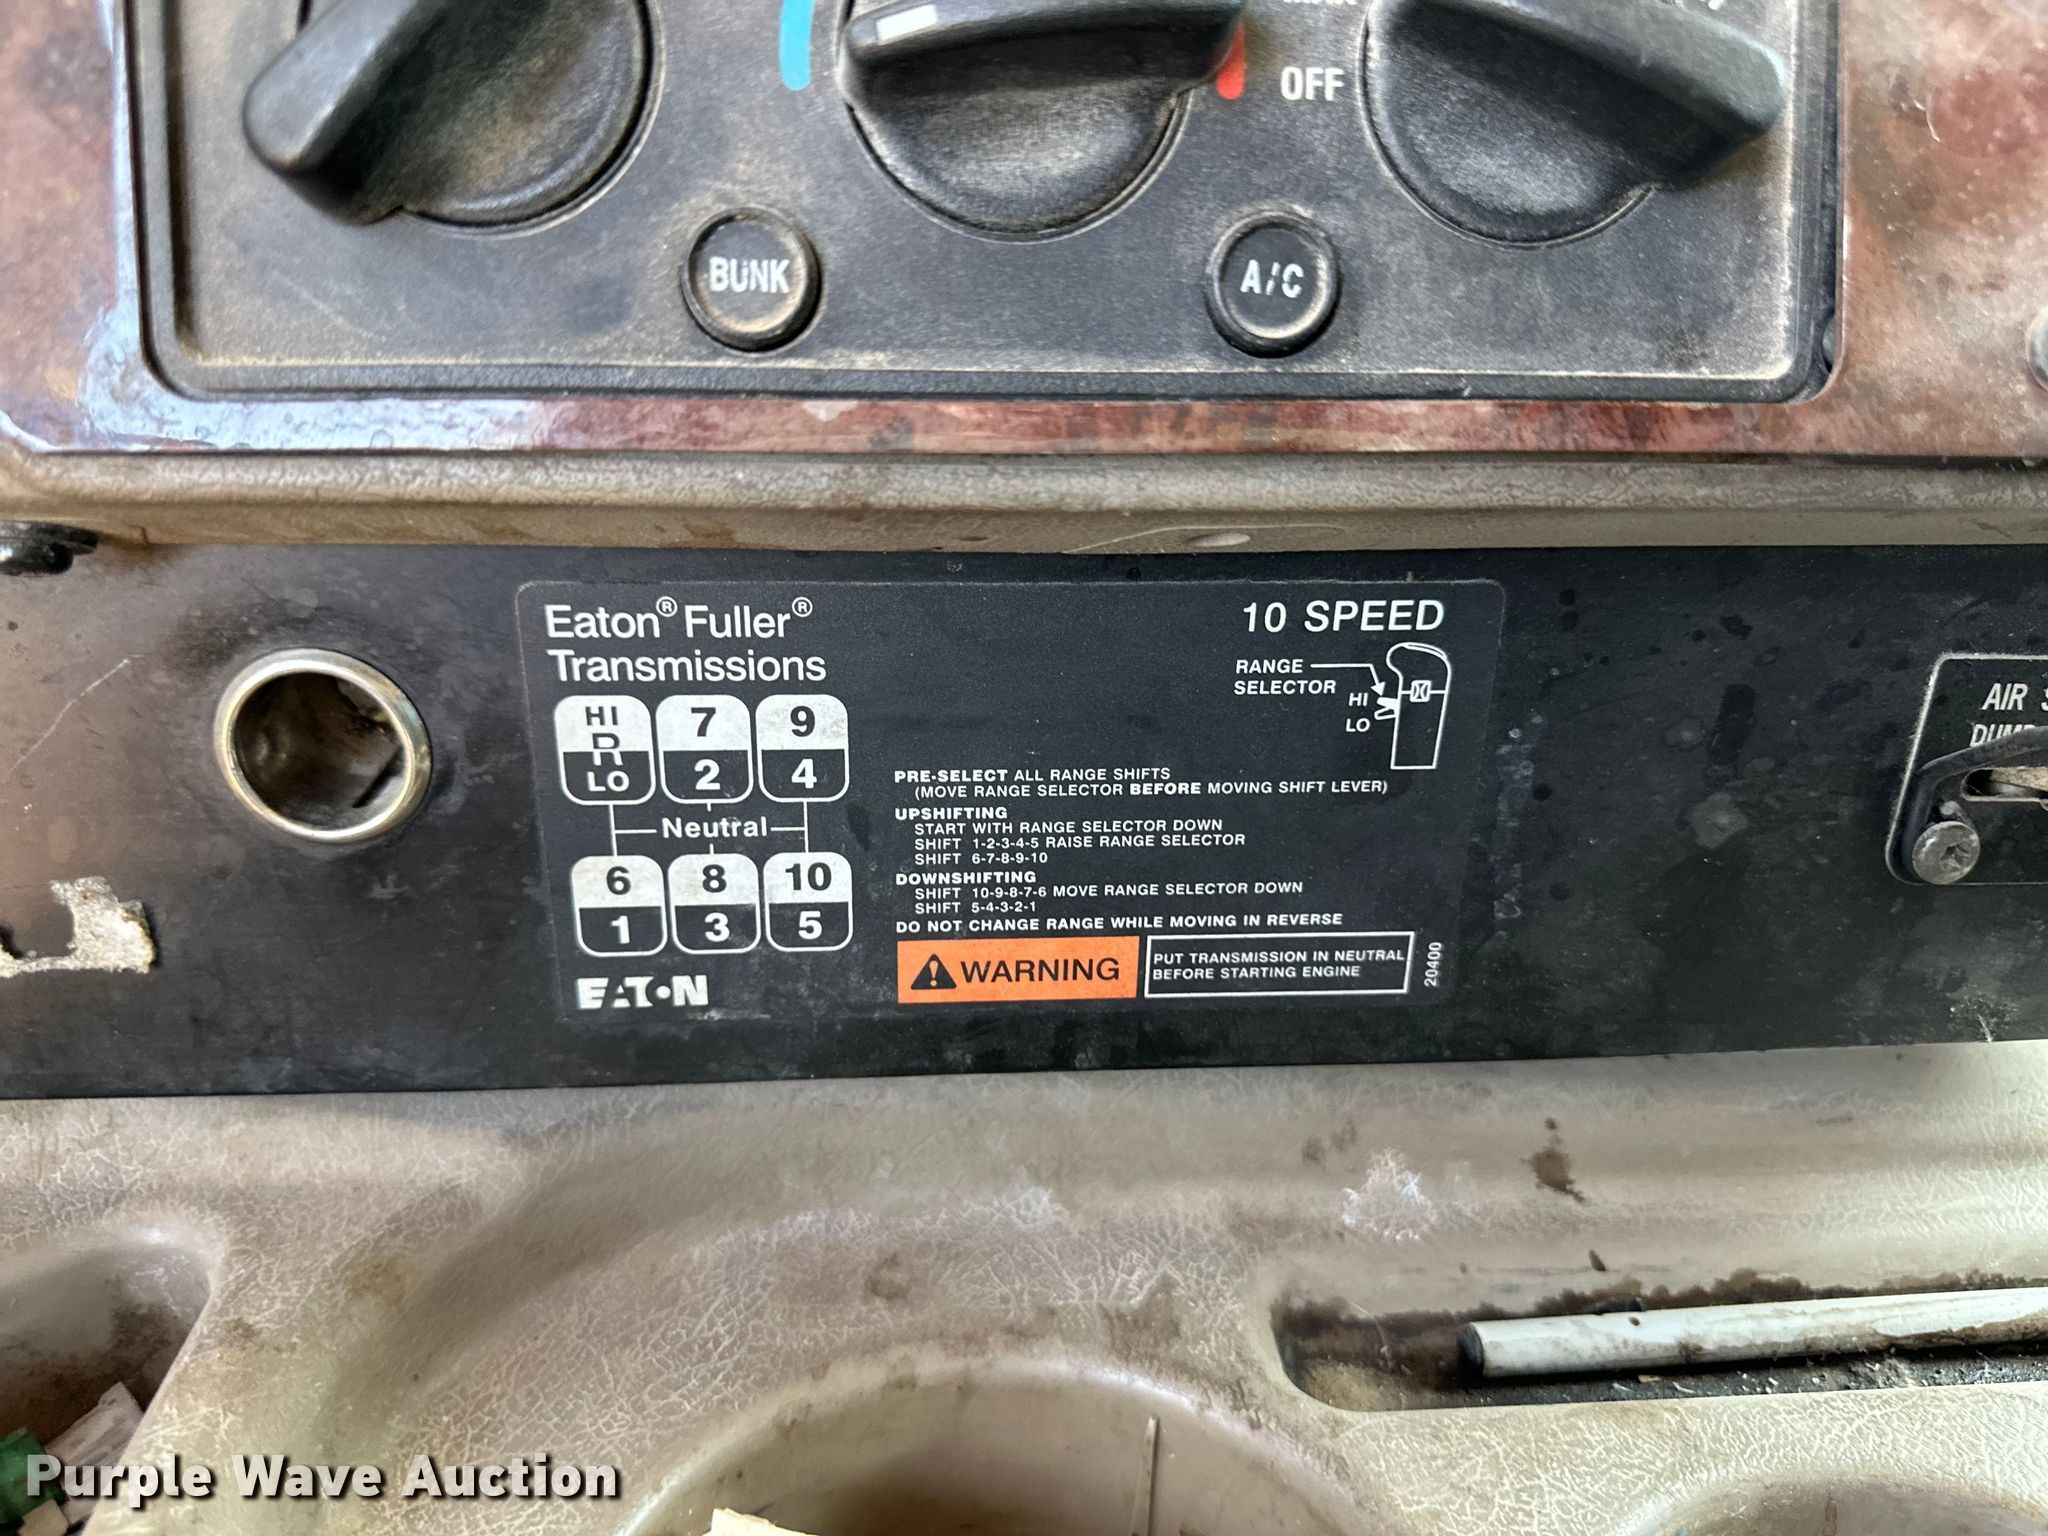 OFF
BUNK
A/C
Eaton® Fuller®
Transmissions
10 SPEED
RANGE
SELECTOR
HI
LO
HI
R
LO
7
2
9
4
Neutral
6
1
8
3
10
5
EATON
PRE-SELECT ALL RANGE SHIFTS
(MOVE RANGE SELECTOR BEFORE MOVING SHIFT LEVER)
UPSHIFTING
START WITH RANGE SELECTOR DOWN
SHIFT 1-2-3-4-5 RAISE RANGE SELECTOR
SHIFT 6-7-8-9-10
DOWNSHIFTING
SHIFT 10-9-8-7-6 MOVE RANGE SELECTOR DOWN
SHIFT 5-4-3-2-1
DO NOT CHANGE RANGE WHILE MOVING IN REVERSE
WARNING
PUT TRANSMISSION IN NEUTRAL
BEFORE STARTING ENGINE
20400
AIR
Purple Wave Auction